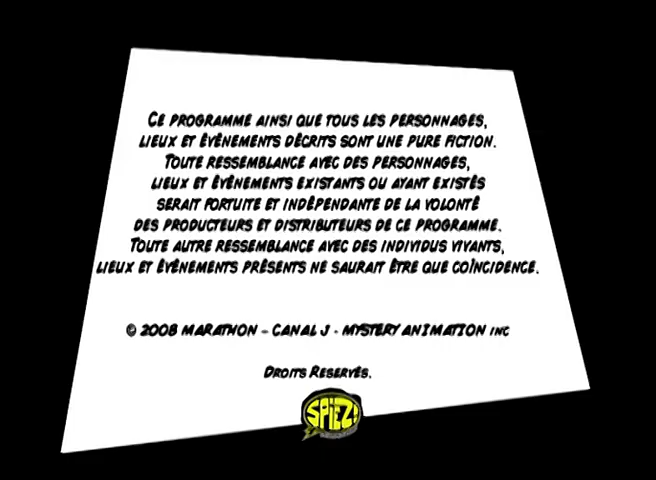 Ce programme ainsi que tous les personnages,
lieux et évènements décrits sont une pure fiction.
Toute ressemblance avec des personnages,
lieux et évènements existants ou ayant existés
serait fortuite et indépendante de la volonté
des producteurs et distributeurs de ce programme.
Toute autre ressemblance avec des individus vivants,
lieux et évènements présents ne saurait être que coïncidence.
© 2008 Marathon - Canal J - Mystery Animation Inc
Droits Reservés.
SPIEZ!